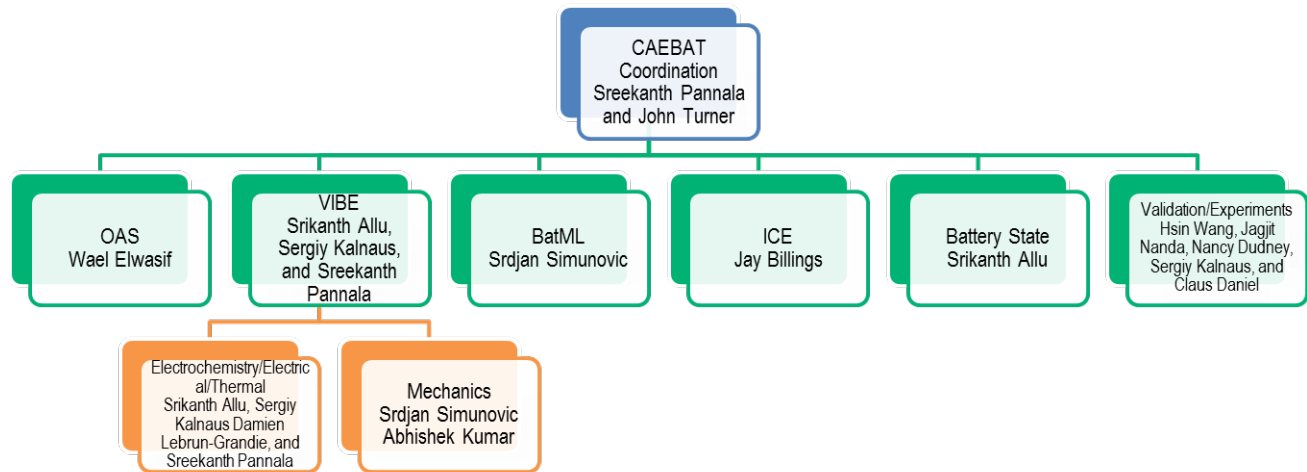 CAEBAT
Coordination
Sreekanth Pannala
and John Turner
OAS
Wael Elwasif
VIBE
Srikanth Allu,
Sergiy Kalnaus,
and Sreekanth
Pannala
BatML
Srdjan Simunovic
ICE
Jay Billings
Battery State
Srikanth Allu
Validation/Experiments
Hsin Wang, Jagjit
Nanda, Nancy Dudney,
Sergiy Kalnaus, and
Claus Daniel
Electrochemistry/Electric
al/Thermal
Srikanth Allu, Sergiy
Kalnaus Damien
Lebrun-Grandie, and
Sreekanth Pannala
Mechanics
Srdjan Simunovic
Abhishek Kumar